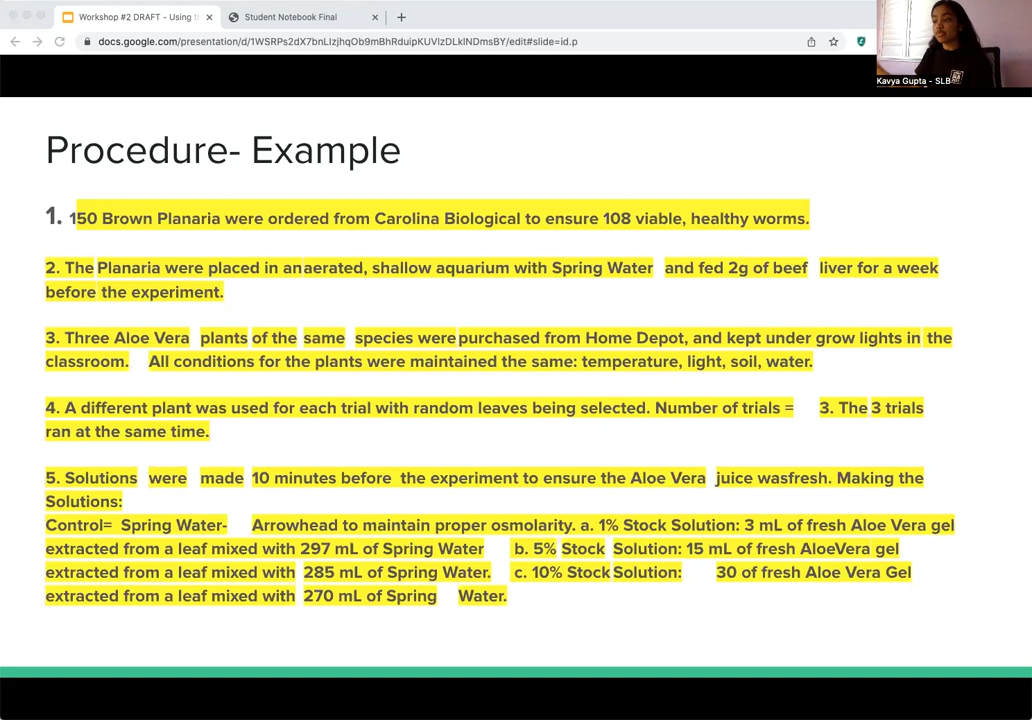 Workshop #2 DRAFT - Using t
Student Notebook Final
docs.google.com/presentation/d/1WSRPs2dX7bnLIzjhqOb9mBhRduipKUVlzDLklNDmsBY/edit#slide=id.p
Kavya Gupta - SLB
Procedure- Example
1. 150 Brown Planaria were ordered from Carolina Biological to ensure 108 viable, healthy worms.
2. The Planaria were placed in an aerated, shallow aquarium with Spring Water and fed 2g of beef liver for a week
before the experiment.
3. Three Aloe Vera plants of the same species were purchased from Home Depot, and kept under grow lights in the
classroom. All conditions for the plants were maintained the same: temperature, light, soil, water.
4. A different plant was used for each trial with random leaves being selected. Number of trials = 3. The 3 trials
ran at the same time.
5. Solutions were made 10 minutes before the experiment to ensure the Aloe Vera juice wasfresh. Making the
Solutions:
Control= Spring Water- Arrowhead to maintain proper osmolarity. a. 1% Stock Solution: 3 mL of fresh Aloe Vera gel
extracted from a leaf mixed with 297 mL of Spring Water b. 5% Stock Solution: 15 mL of fresh AloeVera gel
extracted from a leaf mixed with 285 mL of Spring Water. c. 10% Stock Solution: 30 of fresh Aloe Vera Gel
extracted from a leaf mixed with 270 mL of Spring Water.